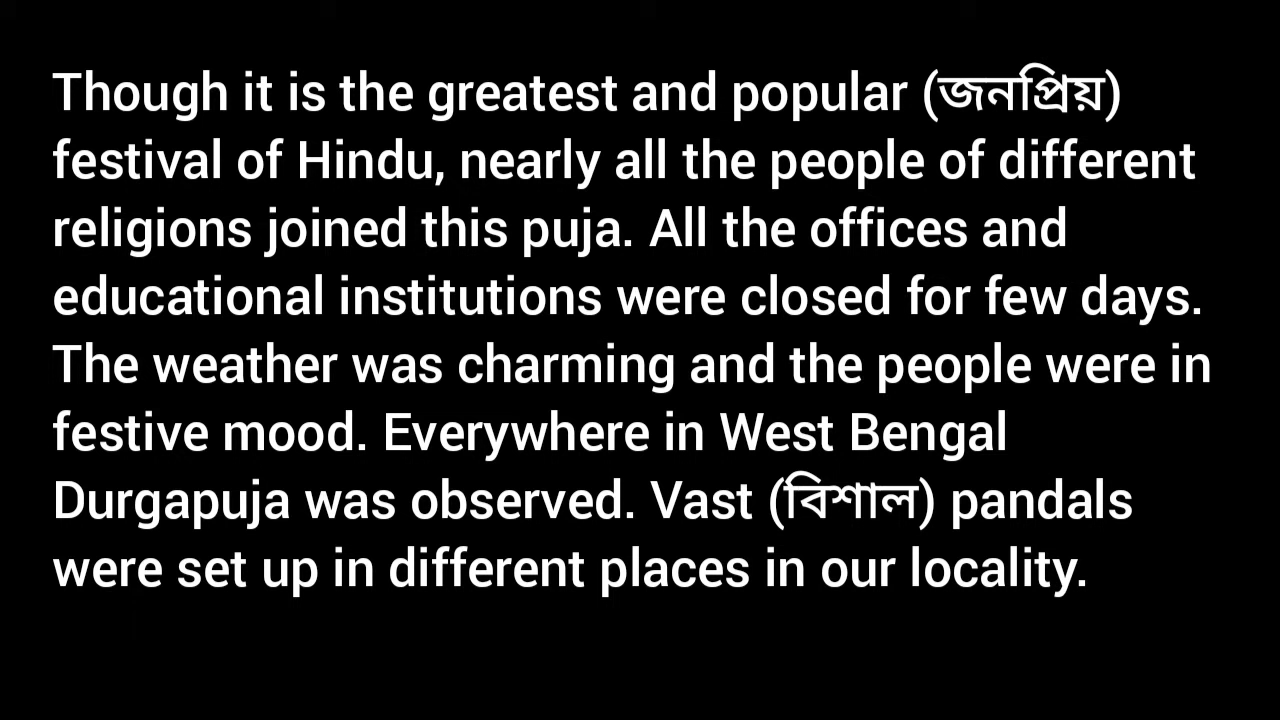 Though it is the greatest and popular (জনপ্রিয়)
festival of Hindu, nearly all the people of different
religions joined this puja. All the offices and
educational institutions were closed for few days.
The weather was charming and the people were in
festive mood. Everywhere in West Bengal
Durgapuja was observed. Vast (বিশাল) pandals
were set up in different places in our locality.